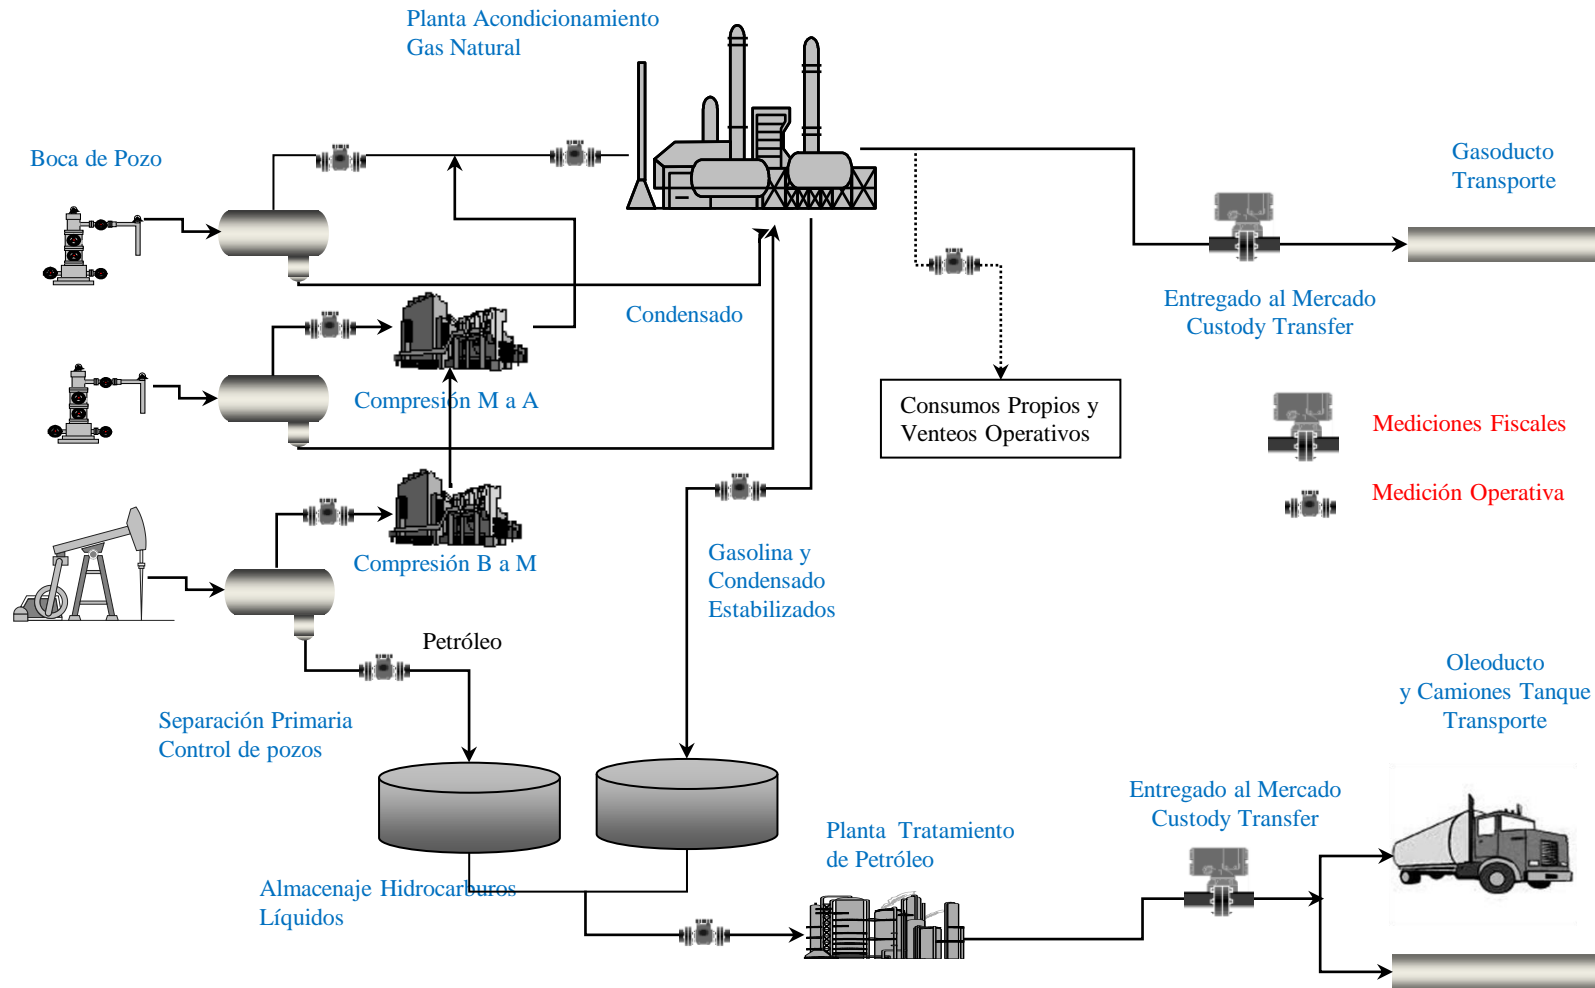 Planta Acondicionamiento
Gas Natural
Boca de Pozo
Gasoducto
Transporte
Condensado
Entregado al Mercado
Custody Transfer
Compresión M a A
Consumos Propios y
Venteos Operativos
Mediciones Fiscales
Medición Operativa
Compresión B a M
Gasolina y
Condensado
Estabilizados
Petróleo
Separación Primaria
Control de pozos
Oleoducto
y Camiones Tanque
Transporte
Entregado al Mercado
Custody Transfer
Planta Tratamiento
de Petróleo
Almacenaje Hidrocarburos
Líquidos